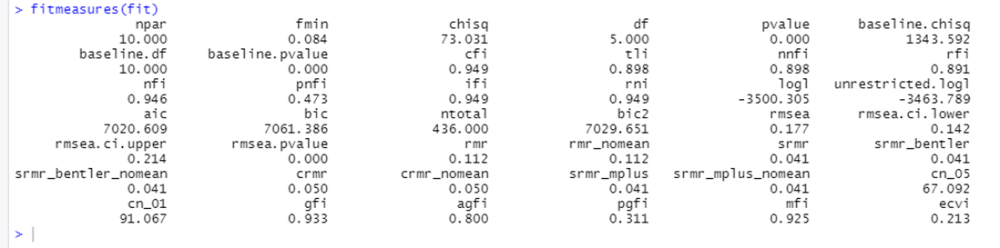 > fitmeasures(fit)
npar fmin chisq df pvalue baseline.chisq
10.000 0.084 73.031 5.000 0.000 1343.592
baseline.df baseline.pvalue cfi tli nnfi rfi
10.000 0.000 0.949 0.898 0.898 0.891
nfi pnfi ifi rni logl unrestricted.logl
0.946 0.473 0.949 0.949 -3500.305 -3463.789
aic bic ntotal bic2 rmsea rmsea.ci.lower
7020.609 7061.386 436.000 7029.651 0.177 0.142
rmsea.ci.upper rmsea.pvalue rmr rmr_nomean srmr srmr_bentler
0.214 0.000 0.112 0.112 0.041 0.041
srmr_bentler_nomean crmr crmr_nomean srmr_mplus srmr_mplus_nomean cn_05
0.041 0.050 0.050 0.041 0.041 67.092
cn_01 gfi agfi pgfi mfi ecvi
91.067 0.933 0.800 0.311 0.925 0.213
>